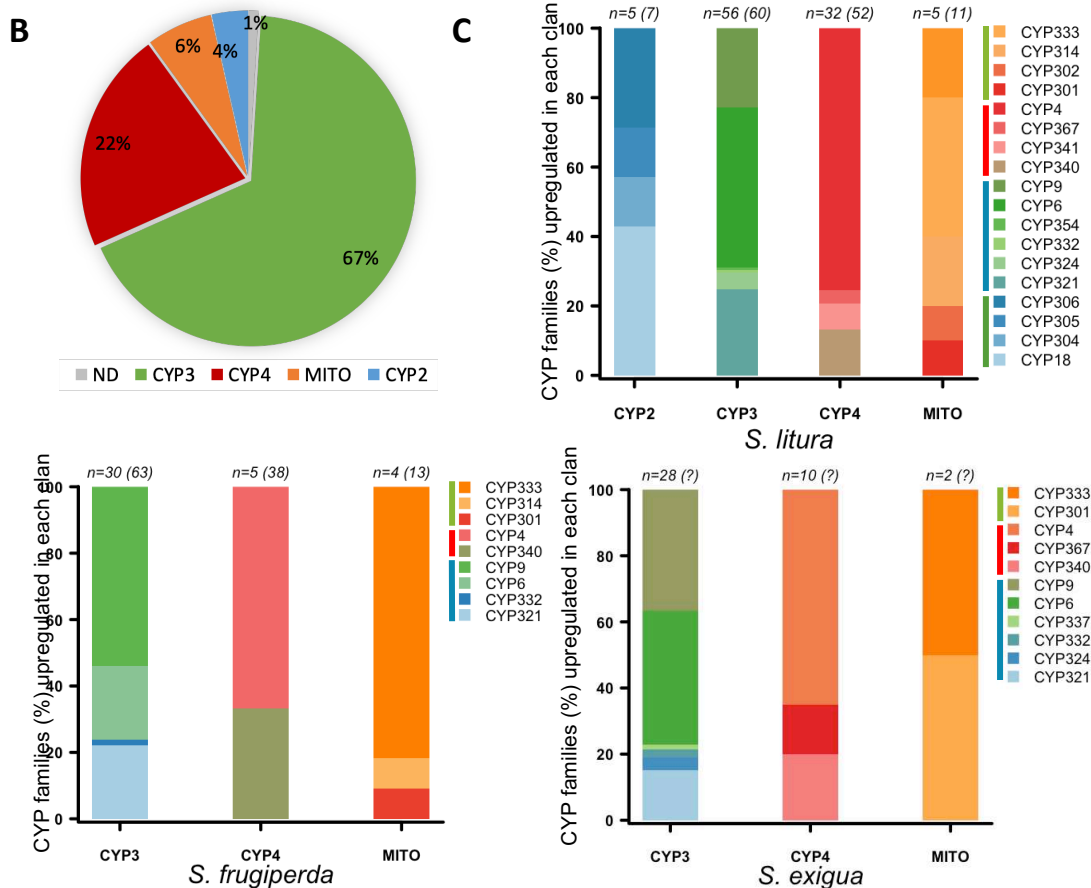 B
1%
6%
4%
22%
67%
ND CYP3 CYP4 MITO CYP2
C
n=5 (7) n=56 (60) n=32 (52) n=5 (11)
CYP families (%) upregulated in each clan
100
80
60
40
20
0
CYP2 CYP3 CYP4 MITO
S. litura
CYP333
CYP314
CYP302
CYP301
CYP4
CYP367
CYP341
CYP340
CYP9
CYP6
CYP354
CYP332
CYP324
CYP321
CYP306
CYP305
CYP304
CYP18
n=30 (63) n=5 (38) n=4 (13)
CYP families (%) upregulated in each clan
100
80
60
40
20
0
CYP3 CYP4 MITO
S. frugiperda
CYP333
CYP314
CYP301
CYP4
CYP340
CYP9
CYP6
CYP332
CYP321
n=28 (?) n=10 (?) n=2 (?)
CYP families (%) upregulated in each clan
100
80
60
40
20
0
CYP3 CYP4 MITO
S. exigua
CYP333
CYP301
CYP4
CYP367
CYP340
CYP9
CYP6
CYP337
CYP332
CYP324
CYP321